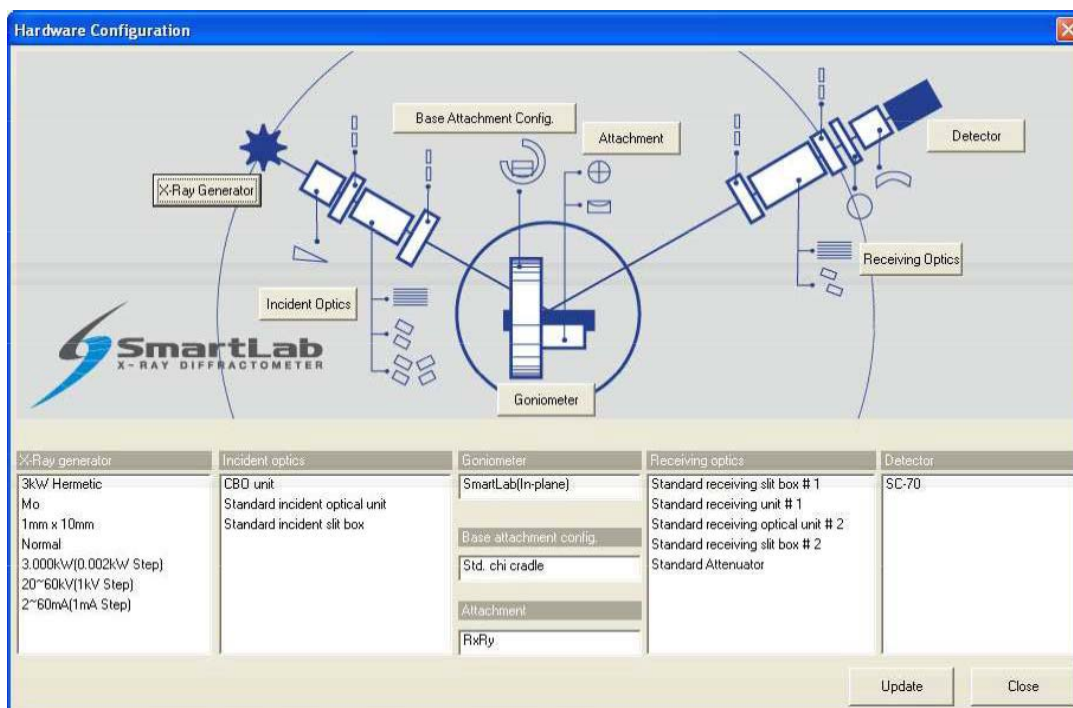 Hardware Configuration
Base Attachment Config.
Attachment
Detector
X-Ray Generator
Receiving Optics
Incident Optics
SmartLab
X-RAY DIFFRACTOMETER
Goniometer
X-Ray generator
3kW Hermetic
Mo
1mm x 10mm
Normal
3.000kW(0.002kW Step)
20~60kV(1kV Step)
2~60mA(1mA Step)
Incident optics
CBO unit
Standard incident optical unit
Standard incident slit box
Goniometer
SmartLab(In-plane)
Base attachment config.
Std. chi cradle
Attachment
RxRy
Receiving optics
Standard receiving slit box # 1
Standard receiving unit # 1
Standard receiving optical unit # 2
Standard receiving slit box # 2
Standard Attenuator
Detector
SC-70
Update
Close